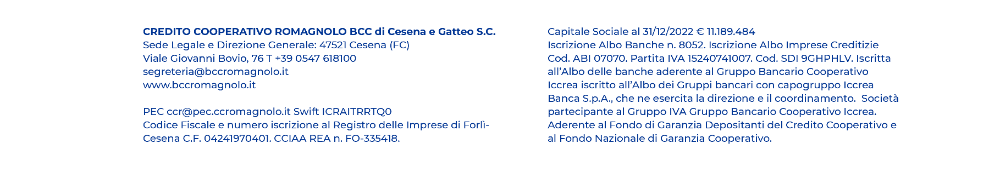 CREDITO COOPERATIVO ROMAGNOLO BCC di Cesena e Gatteo S.C.
Sede Legale e Direzione Generale: 47521 Cesena (FC)
Viale Giovanni Bovio, 76 T +39 0547 618100
segreteria@bccromagnolo.it
www.bccromagnolo.it
PEC ccr@pec.ccromagnolo.it Swift ICRAITRRTQ0
Codice Fiscale e numero iscrizione al Registro delle Imprese di Forlì-
Cesena C.F. 04241970401. CCIAA REA n. FO-335418.
Capitale Sociale al 31/12/2022 € 11.189.484
Iscrizione Albo Banche n. 8052. Iscrizione Albo Imprese Creditizie
Cod. ABI 07070. Partita IVA 15240741007. Cod. SDI 9GHPHLV. Iscritta
all’Albo delle banche aderente al Gruppo Bancario Cooperativo
Iccrea iscritto all’Albo dei Gruppi bancari con capogruppo Iccrea
Banca S.p.A., che ne esercita la direzione e il coordinamento.  Società
partecipante al Gruppo IVA Gruppo Bancario Cooperativo Iccrea.
Aderente al Fondo di Garanzia Depositanti del Credito Cooperativo e
al Fondo Nazionale di Garanzia Cooperativo.